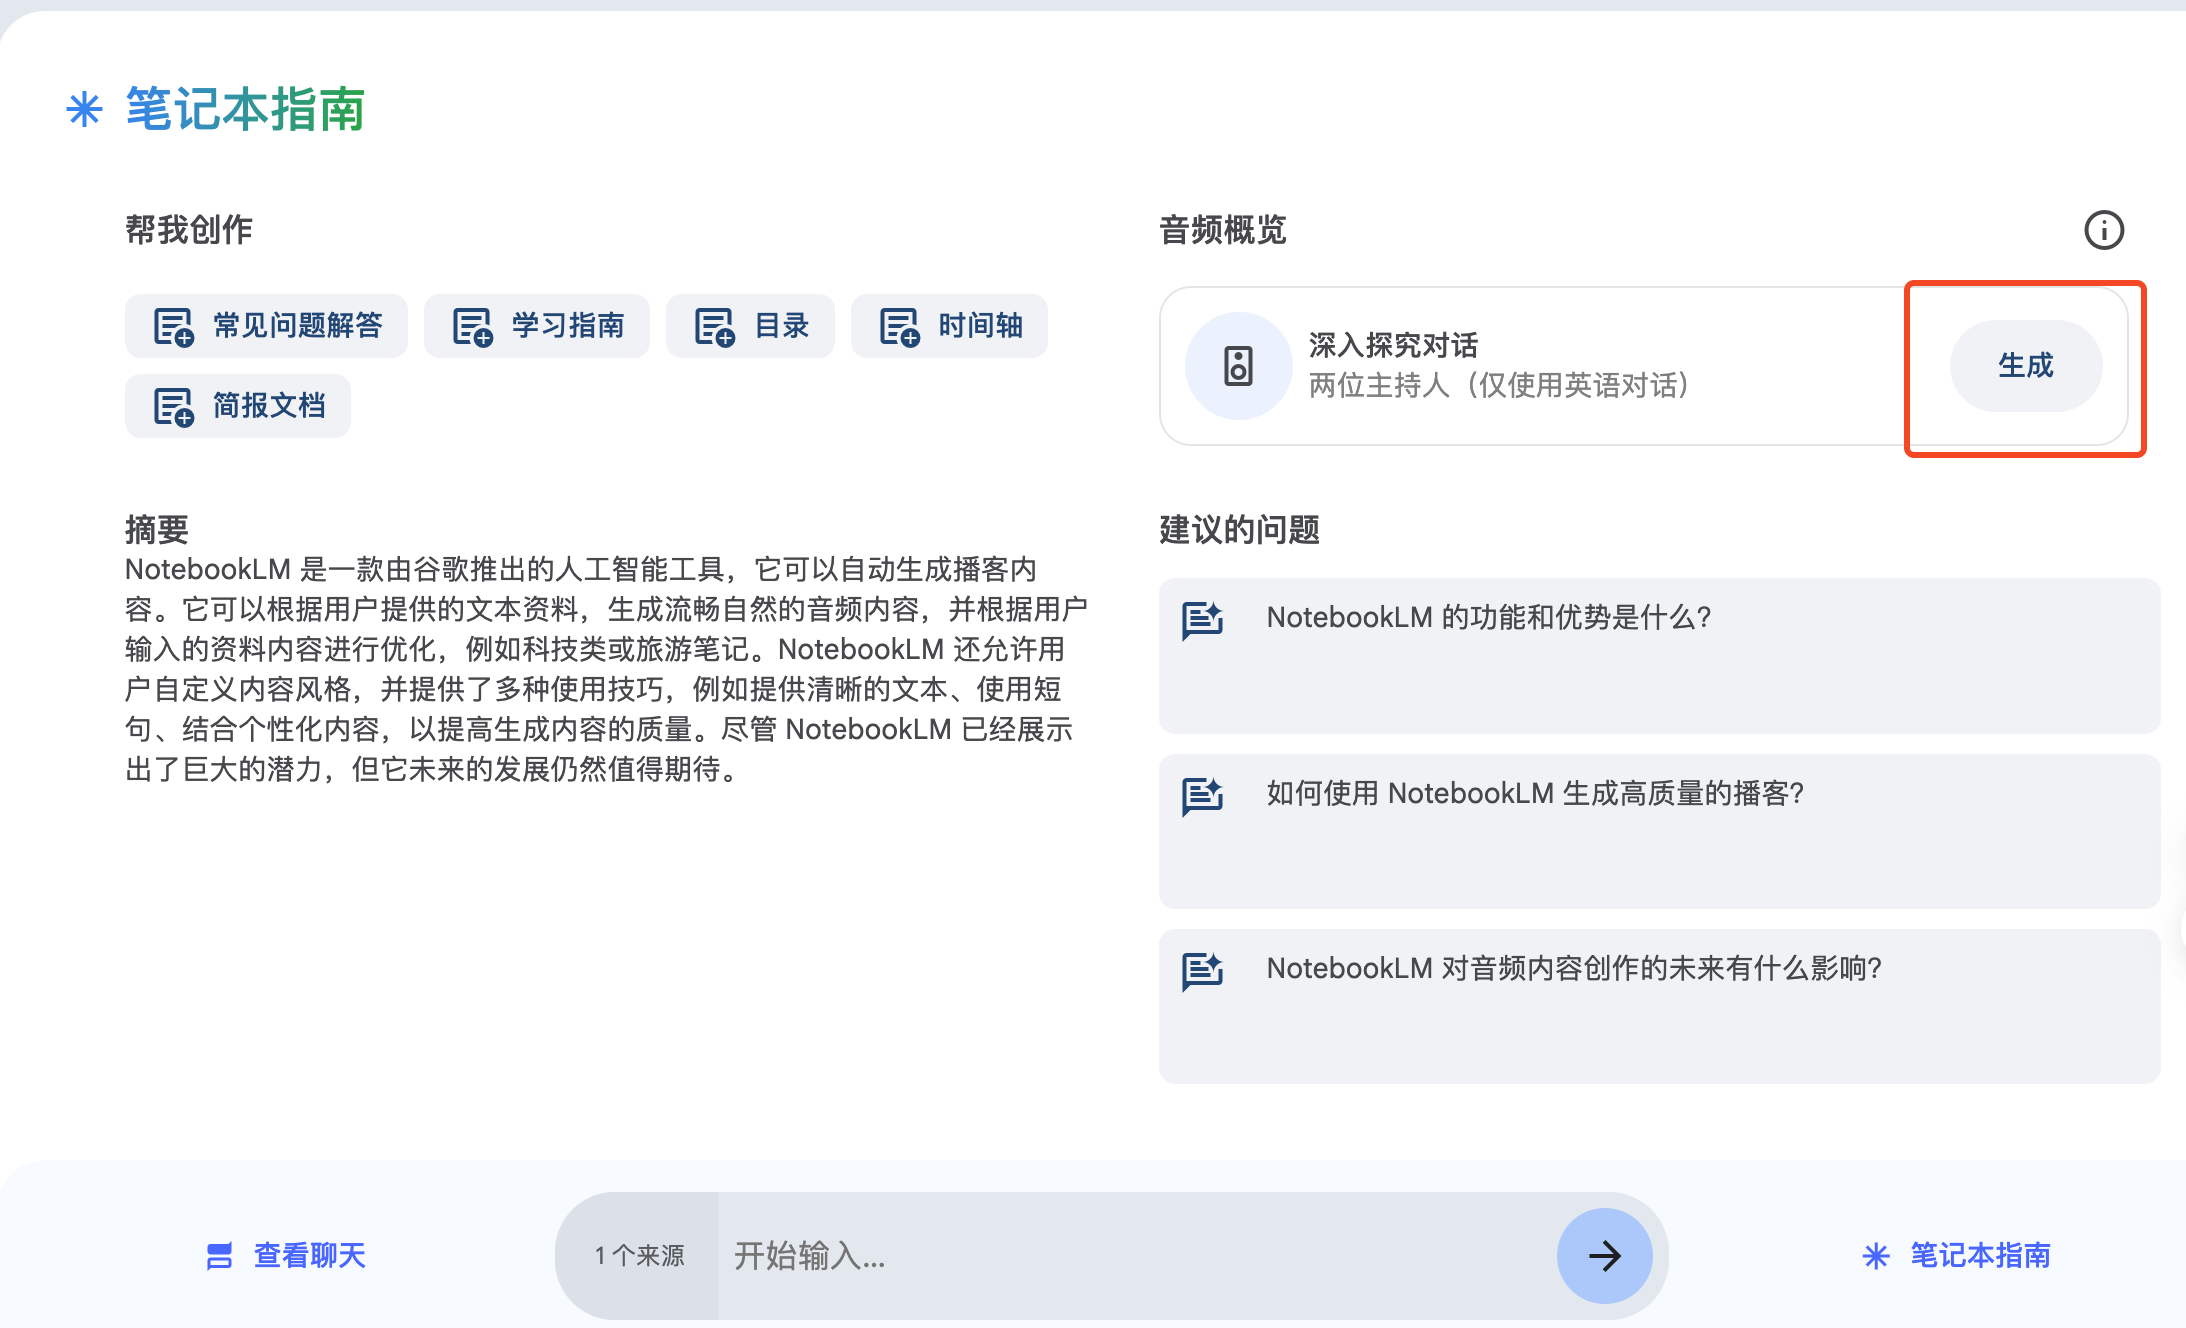 笔记本指南
帮我创作
常见问题解答
学习指南
目录
时间轴
简报文档
音频概览
深入探究对话
两位主持人（仅使用英语对话）
生成
摘要
NotebookLM 是一款由谷歌推出的人工智能工具，它可以自动生成播客内
容。它可以根据用户提供的文本资料，生成流畅自然的音频内容，并根据用户
输入的资料内容进行优化，例如科技类或旅游笔记。NotebookLM 还允许用
户自定义内容风格，并提供了多种使用技巧，例如提供清晰的文本、使用短
句、结合个性化内容，以提高生成内容的质量。尽管 NotebookLM 已经展示
出了巨大的潜力，但它未来的发展仍然值得期待。
建议的问题
NotebookLM 的功能和优势是什么?
如何使用 NotebookLM 生成高质量的播客?
NotebookLM 对音频内容创作的未来有什么影响?
查看聊天
1 个来源
开始输入...
笔记本指南